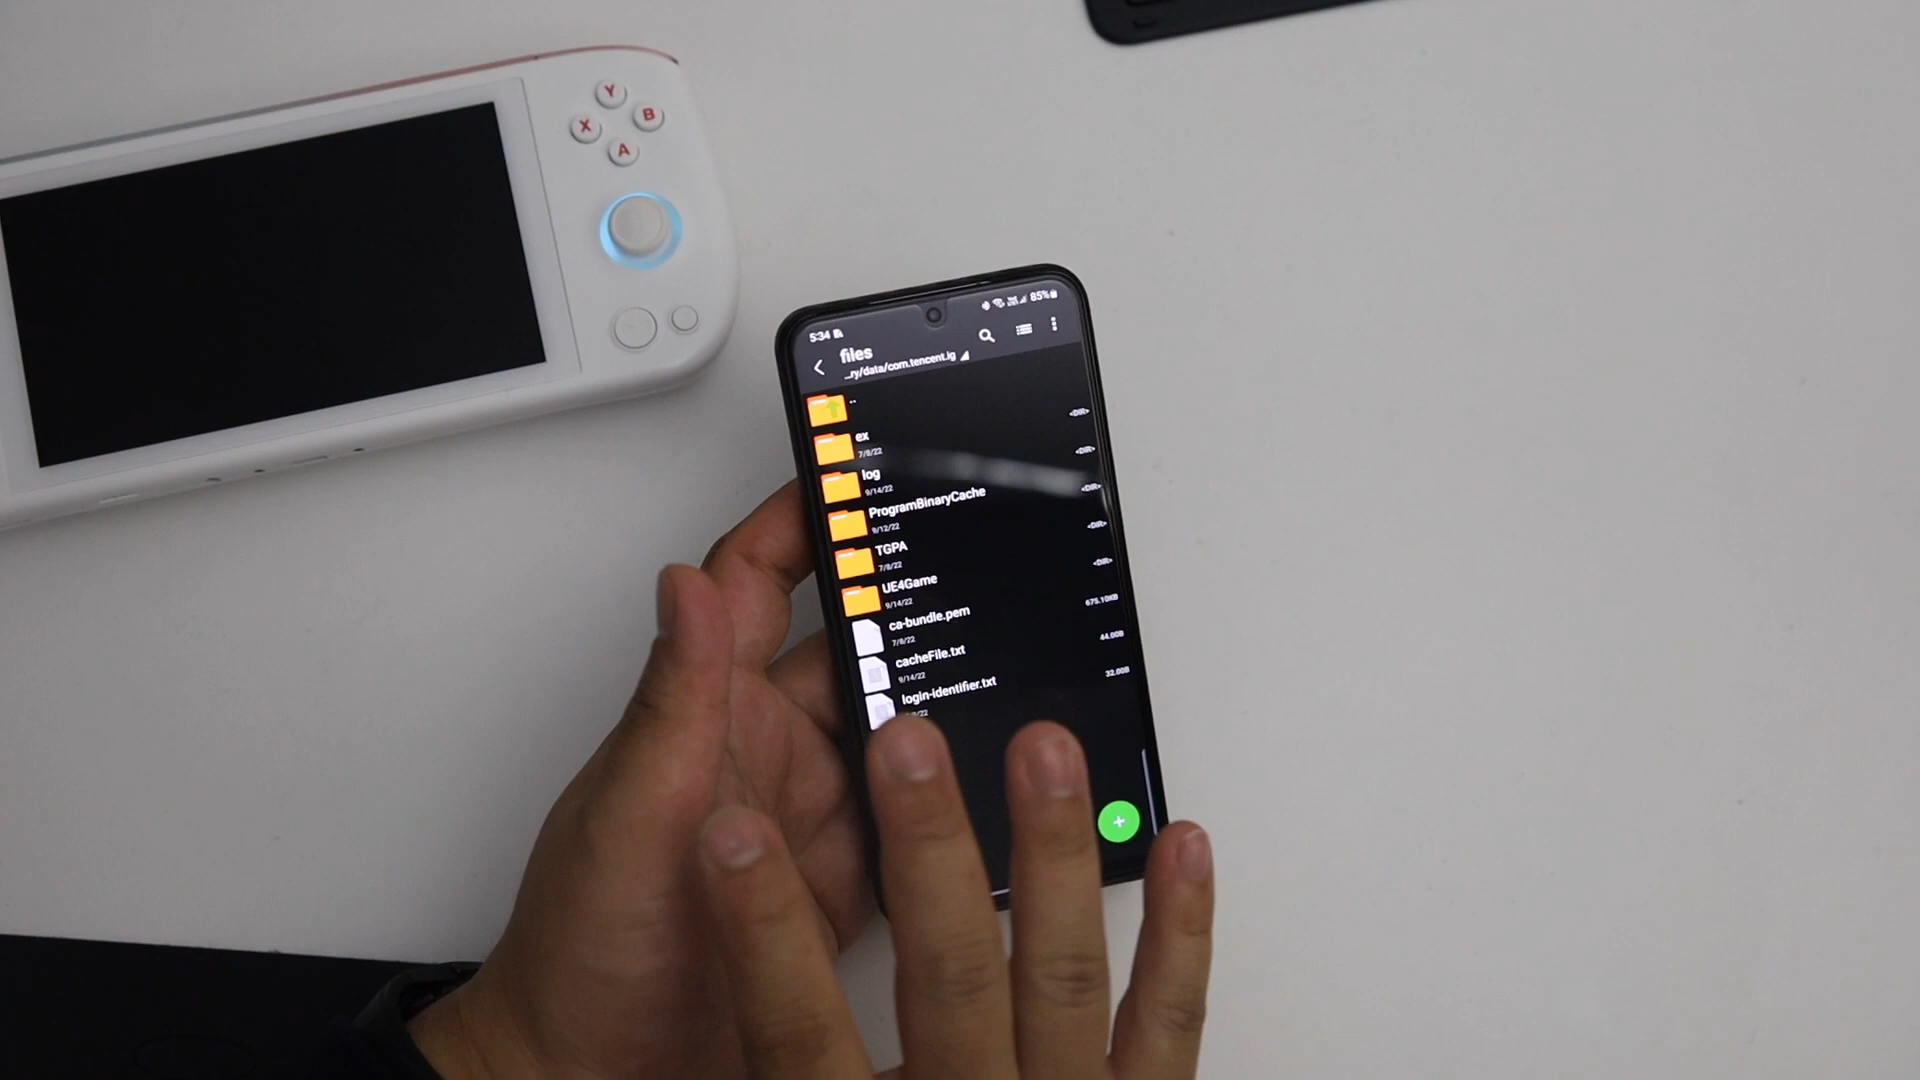 Y
X
B
A
5:34
85%
files
_ry/data/com.tencent.ig
..
<DIR>
ex
7/8/22
<DIR>
log
9/14/22
<DIR>
ProgramBinaryCache
9/12/22
<DIR>
TGPA
7/8/22
<DIR>
UE4Game
9/14/22
ca-bundle.pem
7/8/22
675.10KB
cacheFile.txt
9/14/22
44.00B
login-identifier.txt
32.00B
+